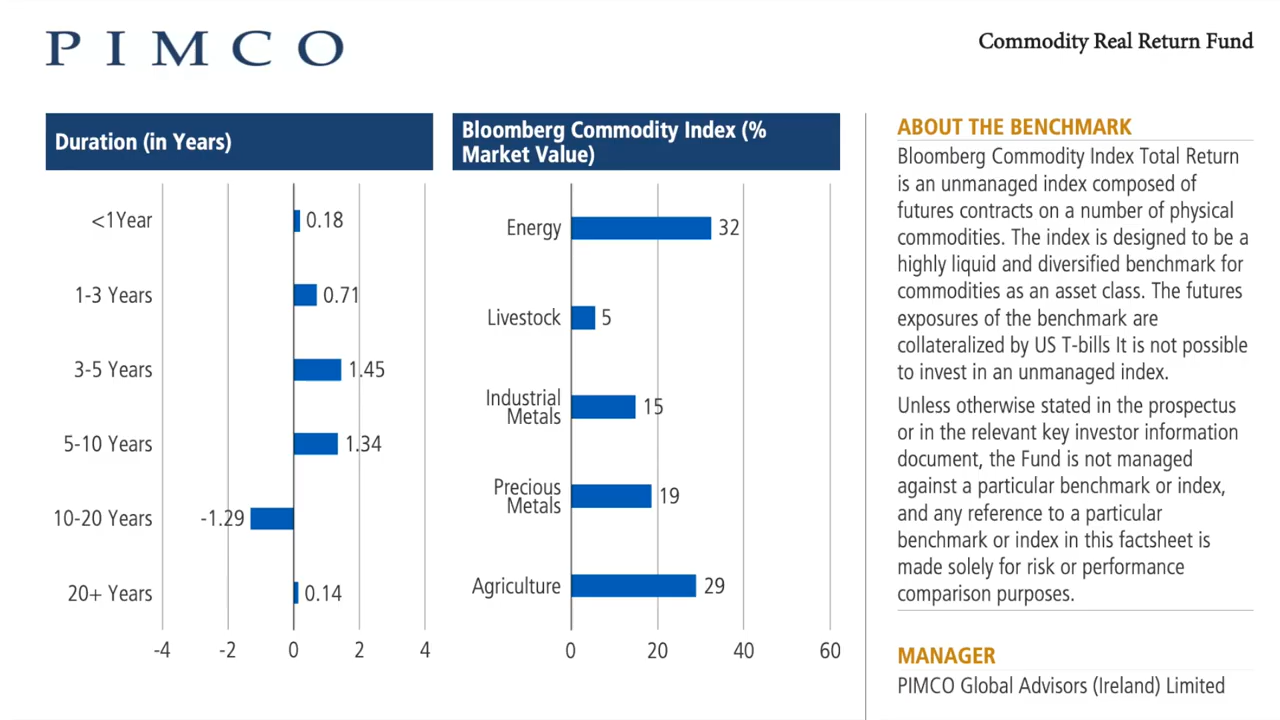 PIMCO
Commodity Real Return Fund
Duration (in Years)
<1Year
0.18
1-3 Years
0.71
3-5 Years
1.45
5-10 Years
1.34
10-20 Years
-1.29
20+ Years
0.14
-4 -2 0 2 4
Bloomberg Commodity Index (%
Market Value)
Energy
32
Livestock
5
Industrial
Metals
15
Precious
Metals
19
Agriculture
29
0 20 40 60
ABOUT THE BENCHMARK
Bloomberg Commodity Index Total Return
is an unmanaged index composed of
futures contracts on a number of physical
commodities. The index is designed to be a
highly liquid and diversified benchmark for
commodities as an asset class. The futures
exposures of the benchmark are
collateralized by US T-bills It is not possible
to invest in an unmanaged index.
Unless otherwise stated in the prospectus
or in the relevant key investor information
document, the Fund is not managed
against a particular benchmark or index,
and any reference to a particular
benchmark or index in this factsheet is
made solely for risk or performance
comparison purposes.
MANAGER
PIMCO Global Advisors (Ireland) Limited